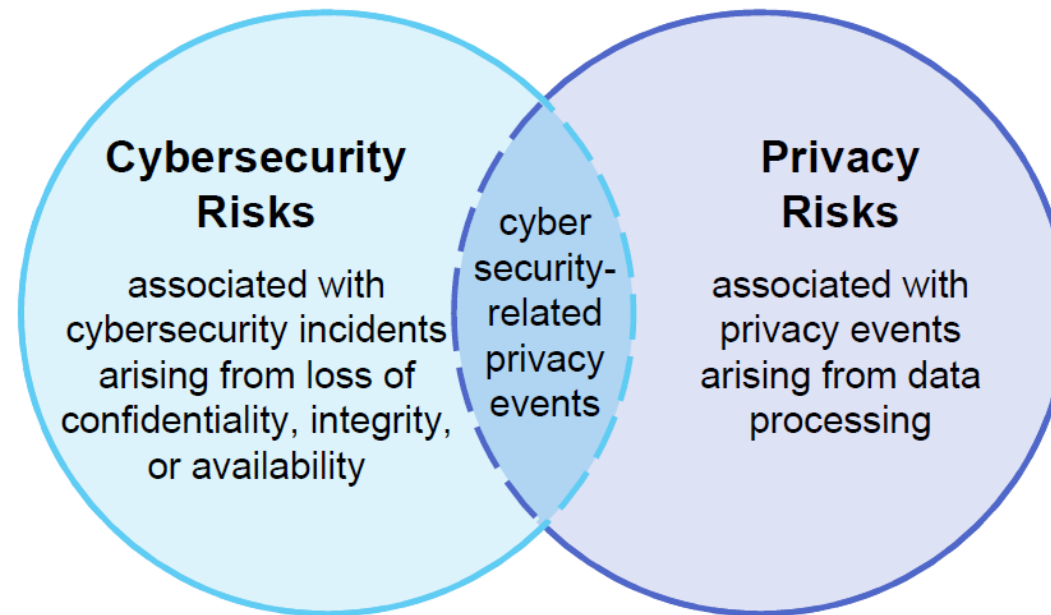 Cybersecurity
Risks
associated with
cybersecurity incidents
arising from loss of
confidentiality, integrity,
or availability
cyber
security-
related
privacy
events
Privacy
Risks
associated with
privacy events
arising from data
processing